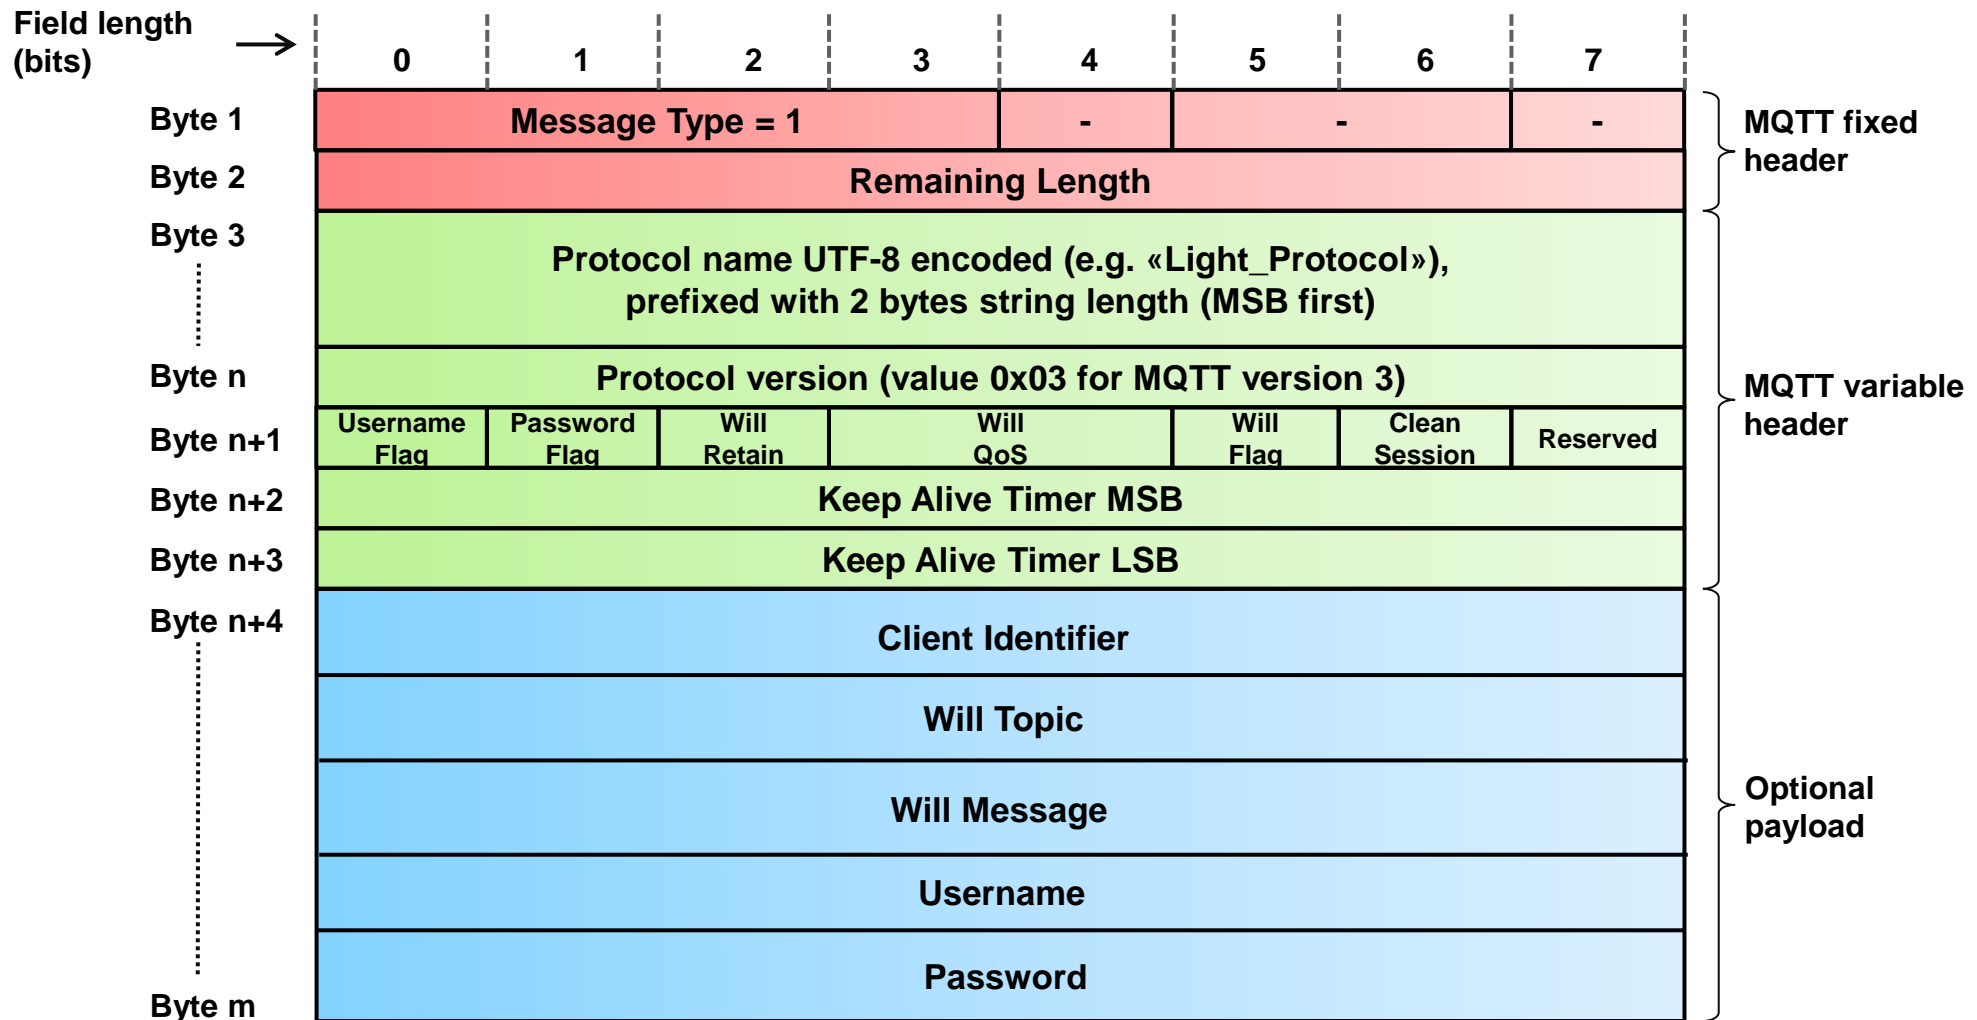 Field length
(bits)
0 1 2 3 4 5 6 7
Byte 1
Message Type = 1
-
-
-
MQTT fixed
header
Byte 2
Remaining Length
Byte 3
Protocol name UTF-8 encoded (e.g. «Light_Protocol»),
prefixed with 2 bytes string length (MSB first)
Byte n
Protocol version (value 0x03 for MQTT version 3)
MQTT variable
header
Byte n+1
Username
Flag
Password
Flag
Will
Retain
Will
QoS
Will
Flag
Clean
Session
Reserved
Byte n+2
Keep Alive Timer MSB
Byte n+3
Keep Alive Timer LSB
Byte n+4
Client Identifier
Will Topic
Will Message
Optional
payload
Username
Password
Byte m